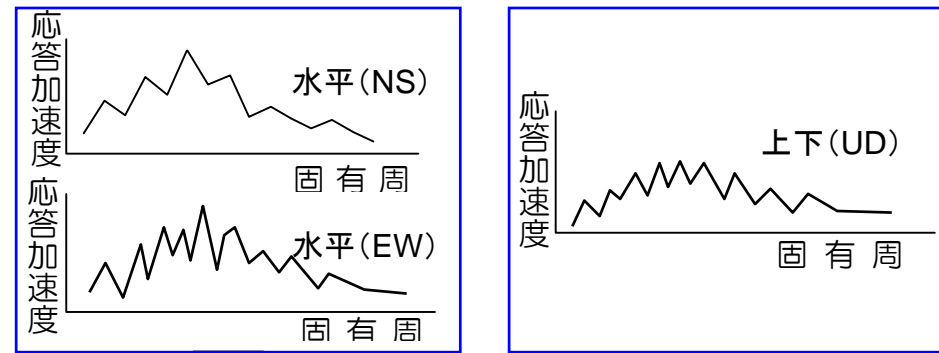 応答加速度
水平(NS)
固有周
応答加速度
水平(EW)
固有周
応答加速度
上下(UD)
固有周